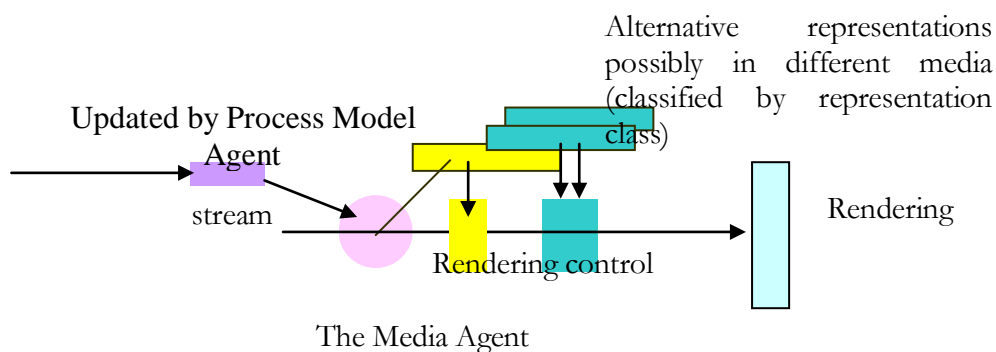 Alternative representations
possibly in different media
(classified by representation
class)
Updated by Process Model
Agent
stream
Rendering
Rendering control
The Media Agent